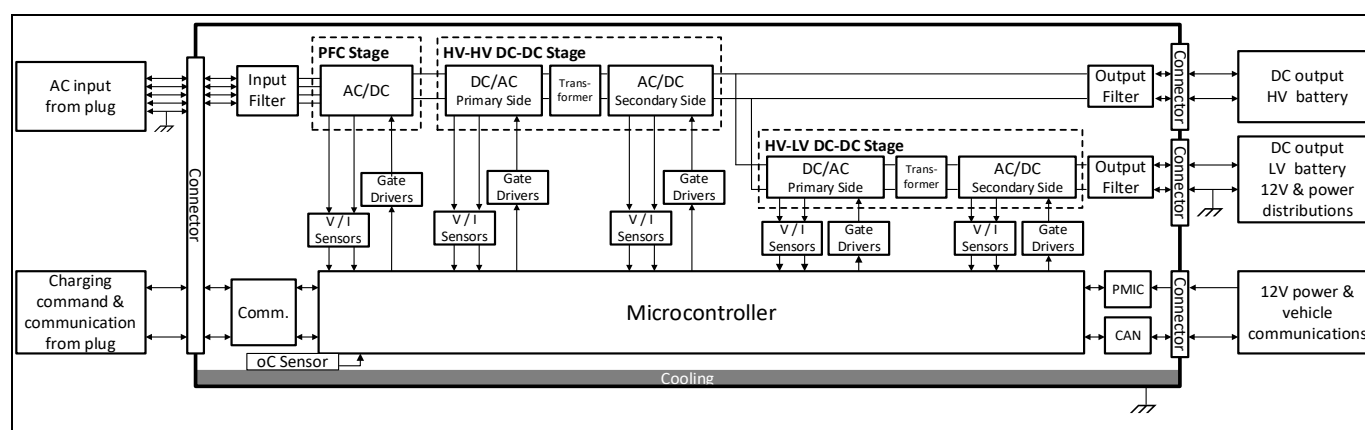 PFC Stage
HV-HV DC-DC Stage
AC input
from plug
Input
Filter
AC/DC
DC/AC
Primary Side
Trans-
former
AC/DC
Secondary Side
Output
Filter
Connector
DC output
HV battery
HV-LV DC-DC Stage
DC/AC
Primary Side
Trans-
former
AC/DC
Secondary Side
Output
Filter
Connector
DC output
LV battery
12V & power
distributions
Connector
Gate
Drivers
Gate
Drivers
Gate
Drivers
V / I
Sensors
V / I
Sensors
V / I
Sensors
V / I
Sensors
Gate
Drivers
V / I
Sensors
Gate
Drivers
Charging
command &
communication
from plug
Comm.
Microcontroller
PMIC
CAN
Connector
12V power &
vehicle
communications
oC Sensor
Cooling